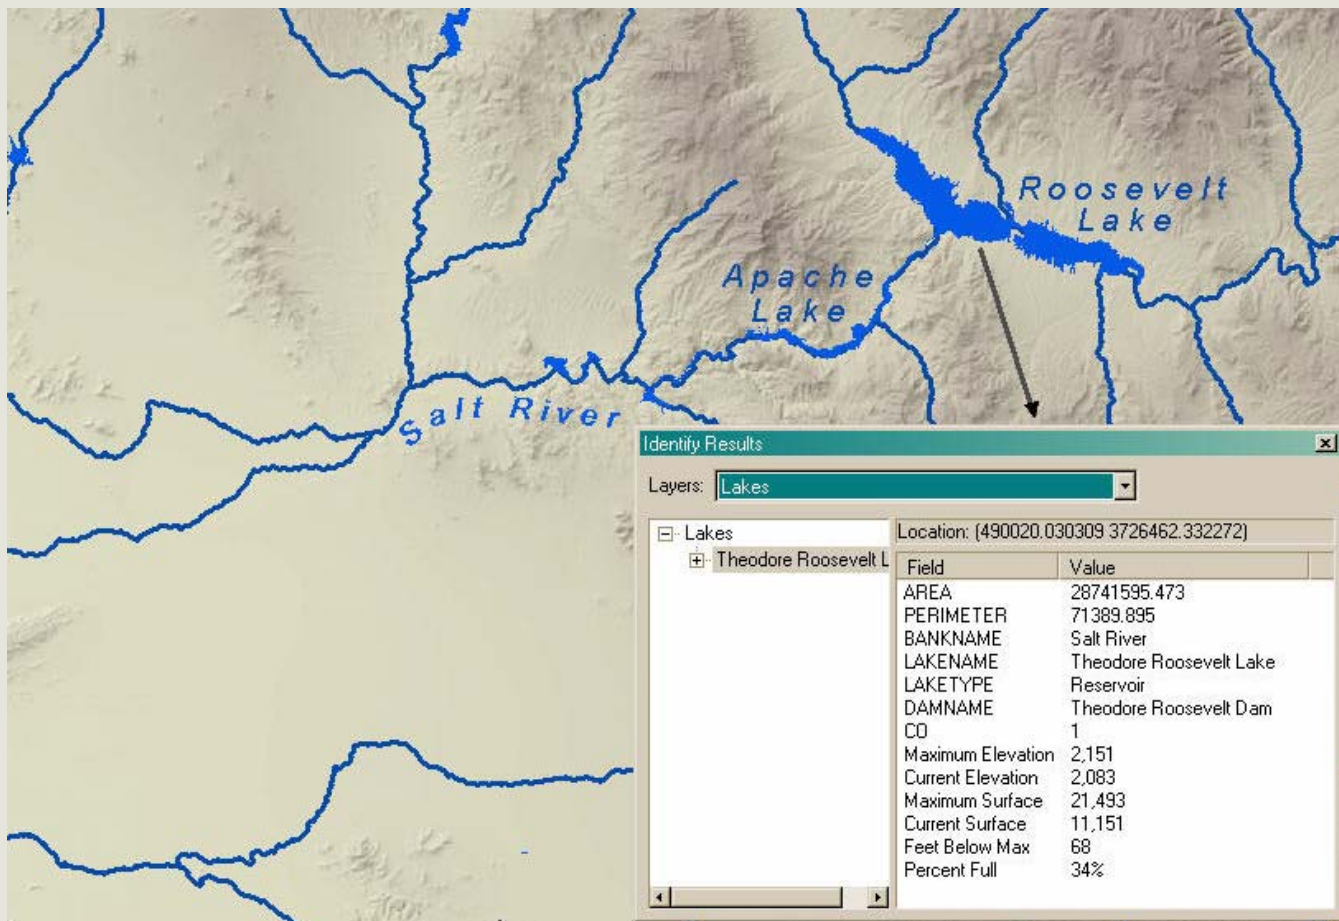 Roosevelt
Lake
Apache
Lake
Salt River
Identify Results
Layers: Lakes
Lakes
Theodore Roosevelt L
Location: (490020.030309 3726462.332272)
Field Value
AREA 28741595.473
PERIMETER 71389.895
BANKNAME Salt River
LAKENAME Theodore Roosevelt Lake
LAKETYPE Reservoir
DAMNAME Theodore Roosevelt Dam
CO 1
Maximum Elevation 2,151
Current Elevation 2,083
Maximum Surface 21,493
Current Surface 11,151
Feet Below Max 68
Percent Full 34%